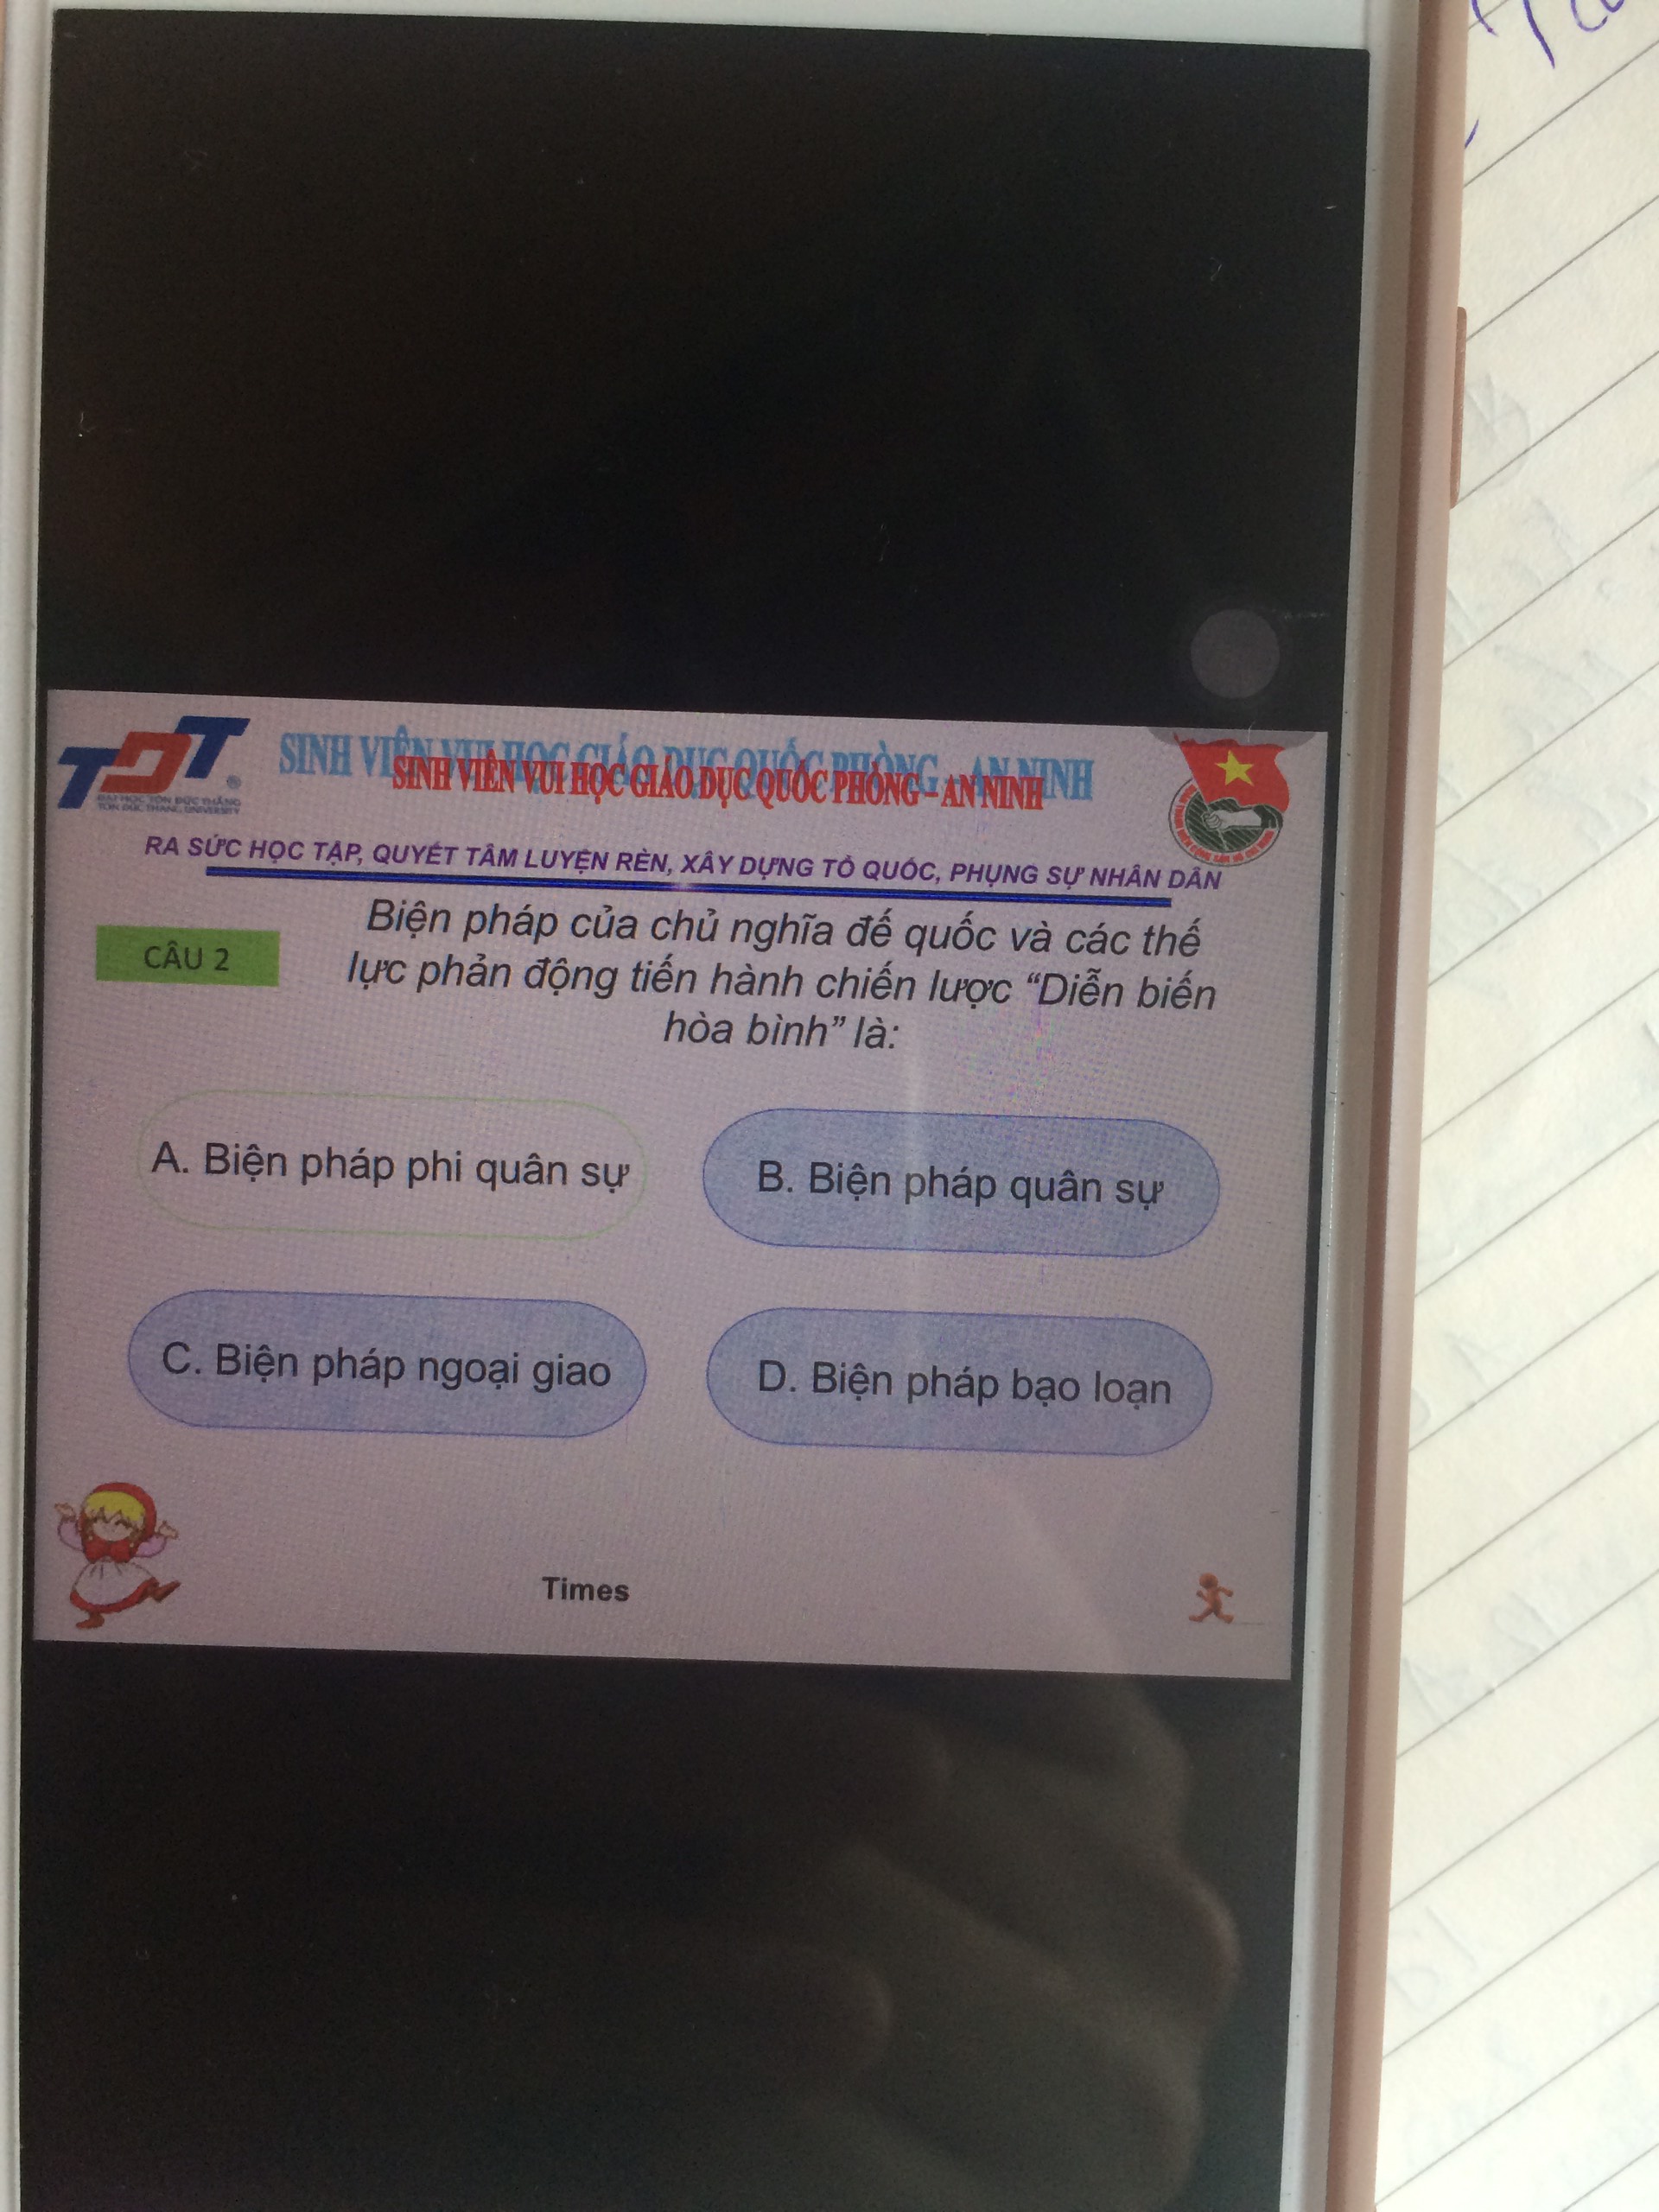 TDT
ĐẠI HỌC TÔN ĐỨC THẮNG
TON DUC THANG UNIVERSITY
SINH VIÊN VUI HỌC GIÁO DỤC QUỐC PHÒNG - AN NINH
RA SỨC HỌC TẬP, QUYẾT TÂM LUYỆN RÈN, XÂY DỰNG TỔ QUỐC, PHỤNG SỰ NHÂN DÂN
CÂU 2
Biện pháp của chủ nghĩa đế quốc và các thế
lực phản động tiến hành chiến lược “Diễn biến
hòa bình” là:
A. Biện pháp phi quân sự
B. Biện pháp quân sự
C. Biện pháp ngoại giao
D. Biện pháp bạo loạn
Times